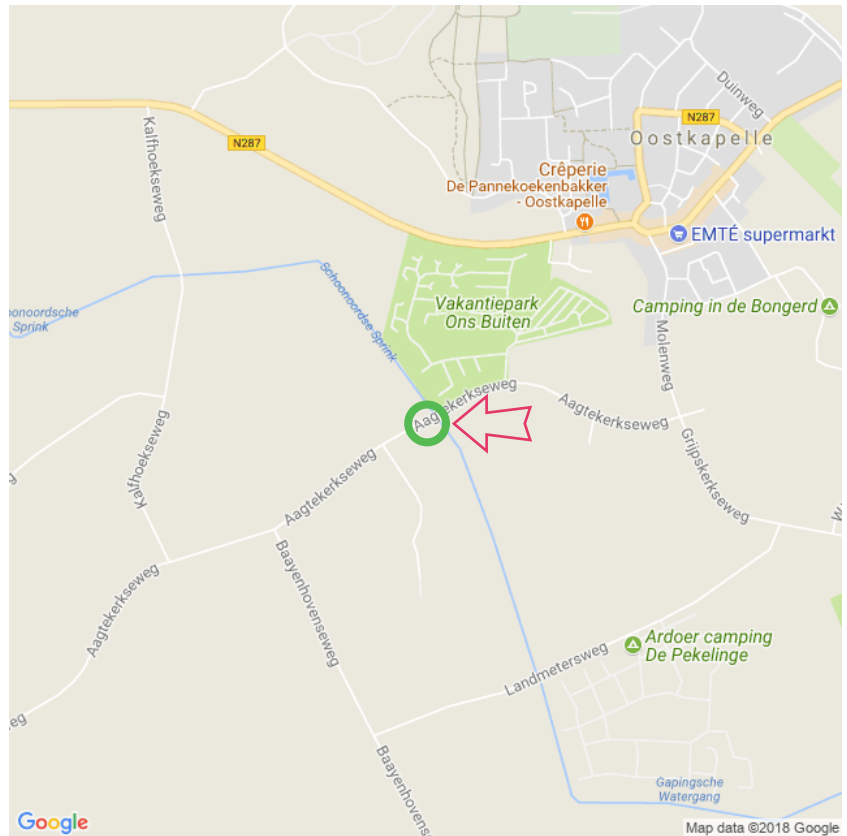 Duinweg
N287
Oostkapelle
N287
Kalfhoekseweg
Crêperie
De Pannekoekenbakker
- Oostkapelle
EMTÉ supermarkt
Schoonoordse Sprink
oonoordsche
Sprink
Vakantiepark
Ons Buiten
Camping in de Bongerd
Molenweg
Aagtekerkseweg
Aagtekerkseweg
Grijpskerkseweg
Kalfhoekseweg
Aagtekerkseweg
Aagtekerkseweg
Baayenhovenseweg
Ardoer camping
De Pekelinge
Landmetersweg
eg
Baayenhovenseweg
Gapingsche
Watergang
Google
Map data ©2018 Google